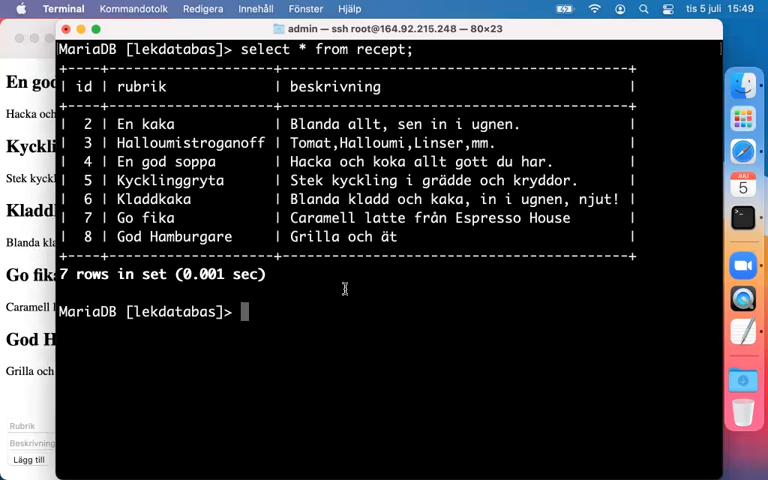 Terminal Kommandotolk Redigera Innehåll Fönster Hjälp tis 5 juli 15:49
admin — ssh root@164.92.215.248 — 80×23
MariaDB [lekdatabas]> select * from recept;
+----+--------------------+----------------------------------------+
| id | rubrik | beskrivning |
+----+--------------------+----------------------------------------+
| 2 | En kaka | Blanda allt, sen in i ugnen. |
| 3 | Halloumistroganoff | Tomat,Halloumi,Linser,mm. |
| 4 | En god soppa | Hacka och koka allt gott du har. |
| 5 | Kycklinggryta | Stek kyckling i grädde och kryddor. |
| 6 | Kladdkaka | Blanda kladd och kaka, in i ugnen, njut! |
| 7 | Go fika | Caramell latte från Espresso House |
| 8 | God Hamburgare | Grilla och ät |
+----+--------------------+----------------------------------------+
7 rows in set (0.001 sec)
MariaDB [lekdatabas]>
En god
Hacka och
Kyckli
Stek kyckl
Kladdl
Blanda kla
Go fika
Caramell l
God H
Grilla och
Rubrik
Beskrivning
Lägg till
JULI
5